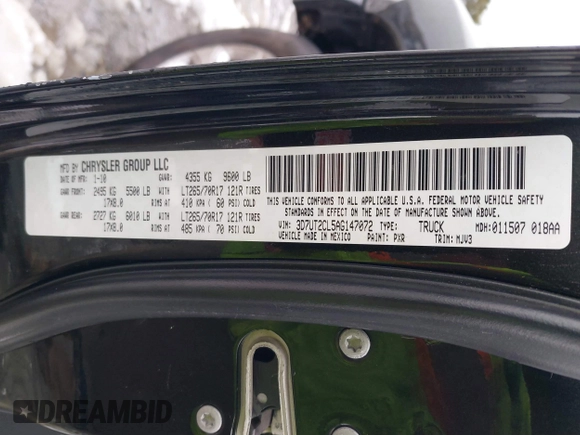 MFD BY CHRYSLER GROUP LLC
DATE OF MFR 1-10 GVWR: 4355 KG 9600 LB
GAWR FRONT: 2495 KG 5500 LB WITH LT265/70R17 121R TIRES
17X8.0 RIMS AT 410 KPA ( 60 PSI) COLD
GAWR REAR: 2727 KG 6010 LB WITH LT265/70R17 121R TIRES
17X8.0 RIMS AT 485 KPA ( 70 PSI) COLD
THIS VEHICLE CONFORMS TO ALL APPLICABLE U.S.A. FEDERAL MOTOR VEHICLE SAFETY
STANDARDS IN EFFECT ON THE DATE OF MANUFACTURE SHOWN ABOVE.
VIN: 3D7UT2CL5AG147072 TYPE: TRUCK MDH: 011507 018AA
VEHICLE MADE IN MEXICO PAINT: PXR TRIM: MJV3
DREAMBID